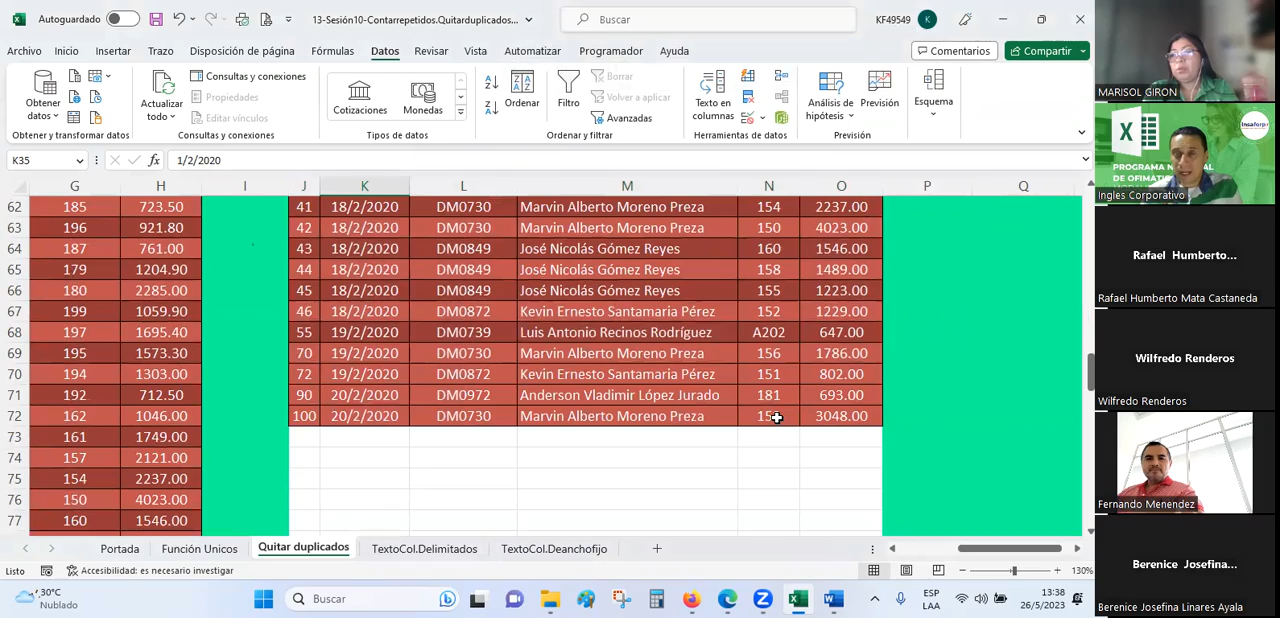 Autoguardado 13-Sesión10-Contarrepetidos.Quitarduplicados... Buscar KF49549 K
Archivo Inicio Insertar Trazo Disposición de página Fórmulas Datos Revisar Vista Automatizar Programador Ayuda Comentarios Compartir
Obtener datos Actualizar todo Consultas y conexiones Propiedades Editar vínculos Cotizaciones Monedas Ordenar Filtro Borrar Volver a aplicar Avanzadas Texto en columnas Análisis de hipótesis Previsión Esquema
Obtener y transformar datos Consultas y conexiones Tipos de datos Ordenar y filtrar Herramientas de datos Previsión
K35 fx 1/2/2020
G H I J K L M N O P Q
62 185 723.50 41 18/2/2020 DM0730 Marvin Alberto Moreno Preza 154 2237.00
63 196 921.80 42 18/2/2020 DM0730 Marvin Alberto Moreno Preza 150 4023.00
64 187 761.00 43 18/2/2020 DM0849 José Nicolás Gómez Reyes 160 1546.00
65 179 1204.90 44 18/2/2020 DM0849 José Nicolás Gómez Reyes 158 1489.00
66 180 2285.00 45 18/2/2020 DM0849 José Nicolás Gómez Reyes 155 1223.00
67 199 1059.90 46 18/2/2020 DM0872 Kevin Ernesto Santamaria Pérez 152 1229.00
68 197 1695.40 55 19/2/2020 DM0739 Luis Antonio Recinos Rodríguez A202 647.00
69 195 1573.30 70 19/2/2020 DM0730 Marvin Alberto Moreno Preza 156 1786.00
70 194 1303.00 72 19/2/2020 DM0872 Kevin Ernesto Santamaria Pérez 151 802.00
71 192 712.50 90 20/2/2020 DM0972 Anderson Vladimir López Jurado 181 693.00
72 162 1046.00 100 20/2/2020 DM0730 Marvin Alberto Moreno Preza 3048.00
73 161 1749.00
74 157 2121.00
75 154 2237.00
76 150 4023.00
77 160 1546.00
Portada Función Unicos Quitar duplicados TextoCol.Delimitados TextoCol.Deanchofijo
Listo Accesibilidad: es necesario investigar 130%
30°C
Nublado
Buscar
ESP
LAA
13:38
26/5/2023
MARISOL GIRON
Insaforp
PROGRAMA
DE OFIMÁTI
Ingles Corporativo
Rafael Humberto...
Rafael Humberto Mata Castaneda
Wilfredo Renderos
Wilfredo Renderos
Fernando Menendez
Berenice Josefina...
Berenice Josefina Linares Ayala